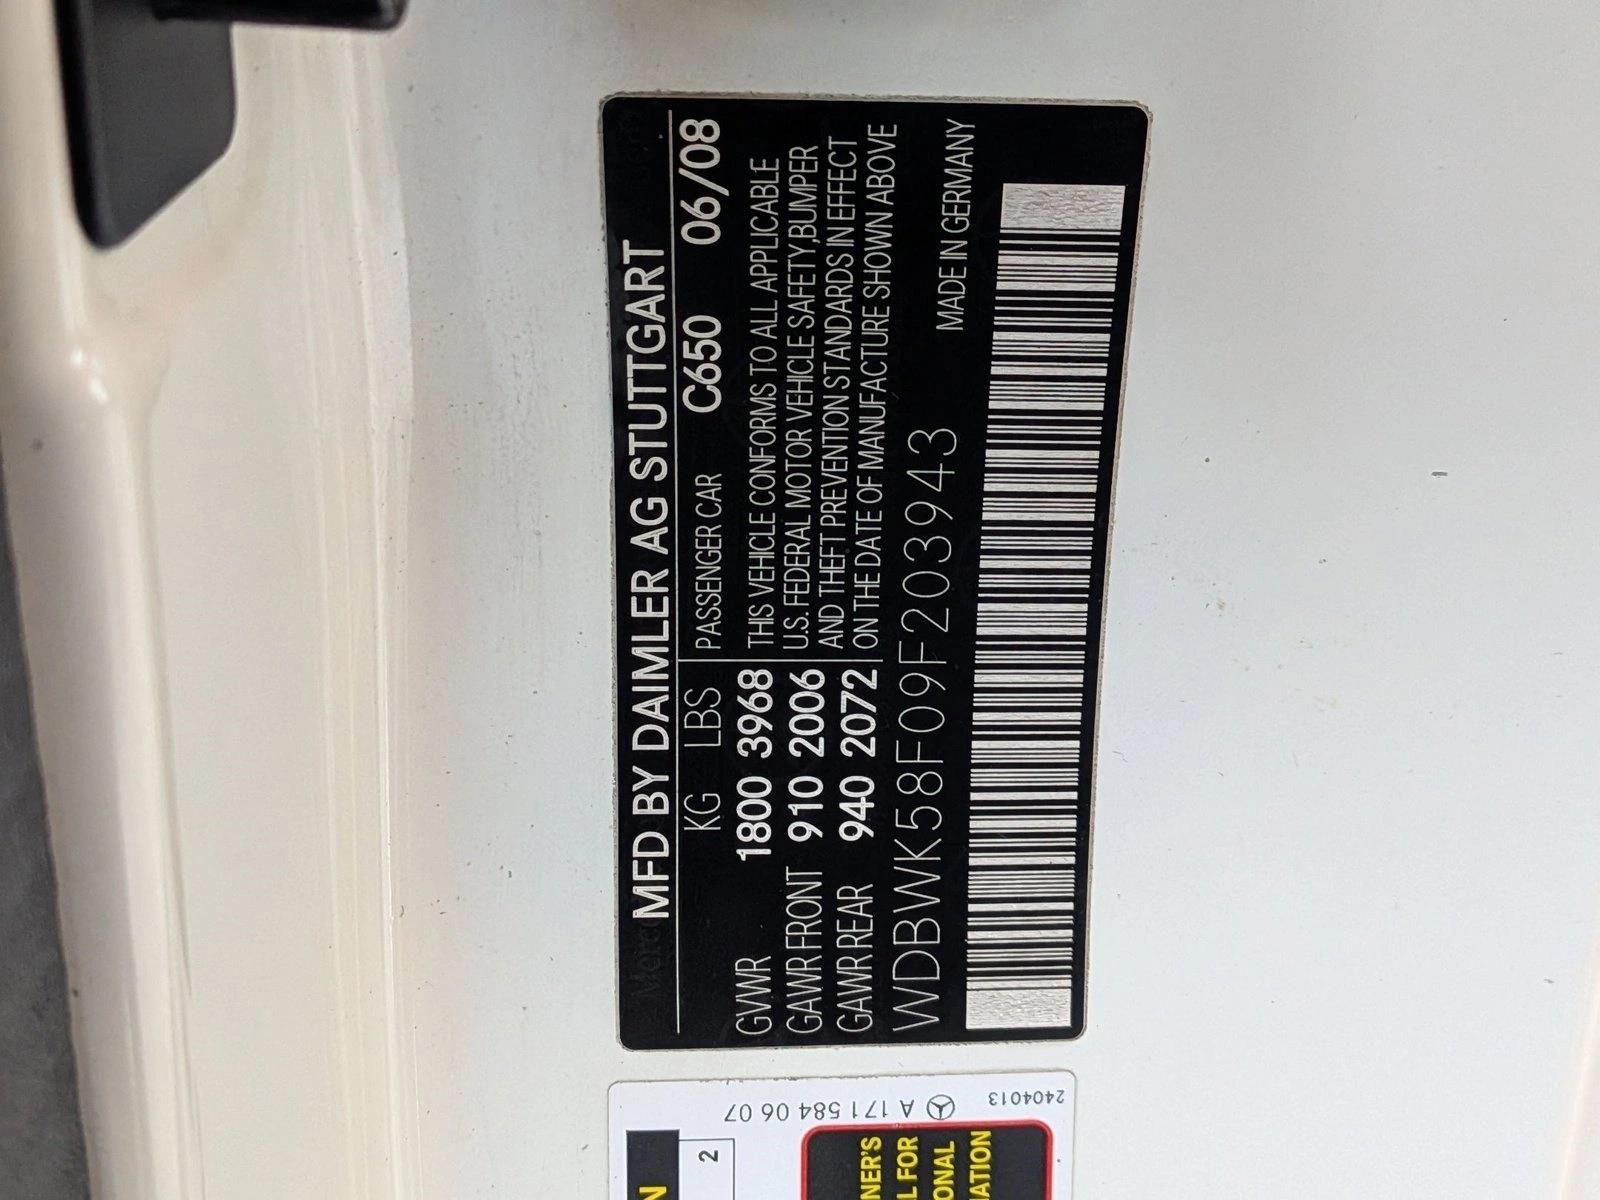 MFD BY DAIMLER AG STUTTGART
KG LBS PASSENGER CAR C650 06/08
GVWR 1800 3968
GAWR FRONT 910 2006
GAWR REAR 940 2072
THIS VEHICLE CONFORMS TO ALL APPLICABLE
U.S. FEDERAL MOTOR VEHICLE SAFETY,BUMPER
AND THEFT PREVENTION STANDARDS IN EFFECT
ON THE DATE OF MANUFACTURE SHOWN ABOVE
WDBWK58F09F203943 MADE IN GERMANY
A 171 584 06 07
2404013
2